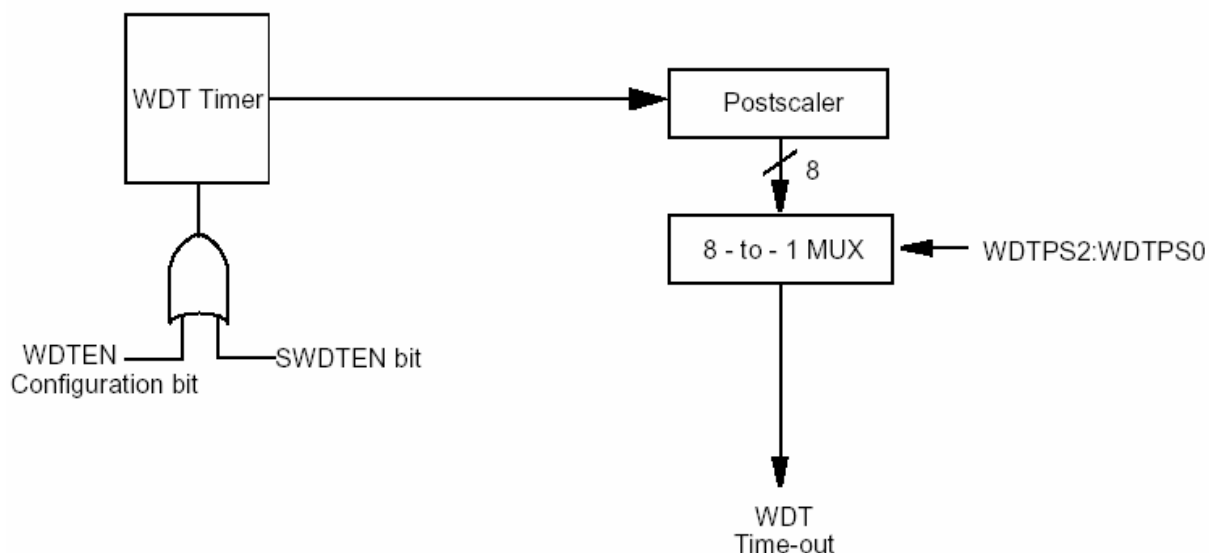 WDT Timer
Postscaler
8
8 - to - 1 MUX
WDTPS2:WDTPS0
WDTEN
Configuration bit
SWDTEN bit
WDT
Time-out